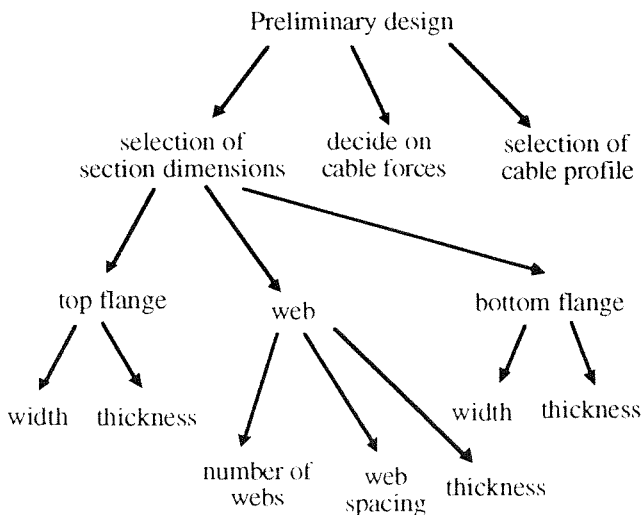 Preliminary design
selection of
section dimensions
decide on
cable forces
selection of
cable profile
top flange
web
bottom flange
width
thickness
number of
webs
web
spacing
thickness
width
thickness